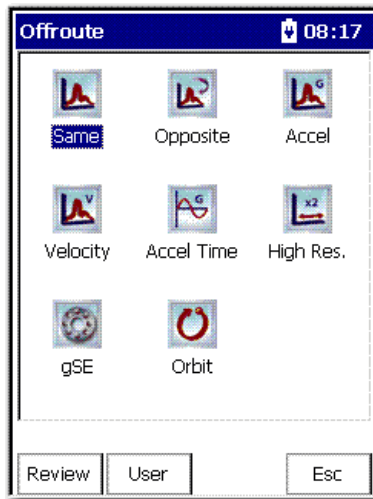 Offroute 08:17
Same Opposite Accel
Velocity Accel Time High Res.
gSE Orbit
Review User Esc